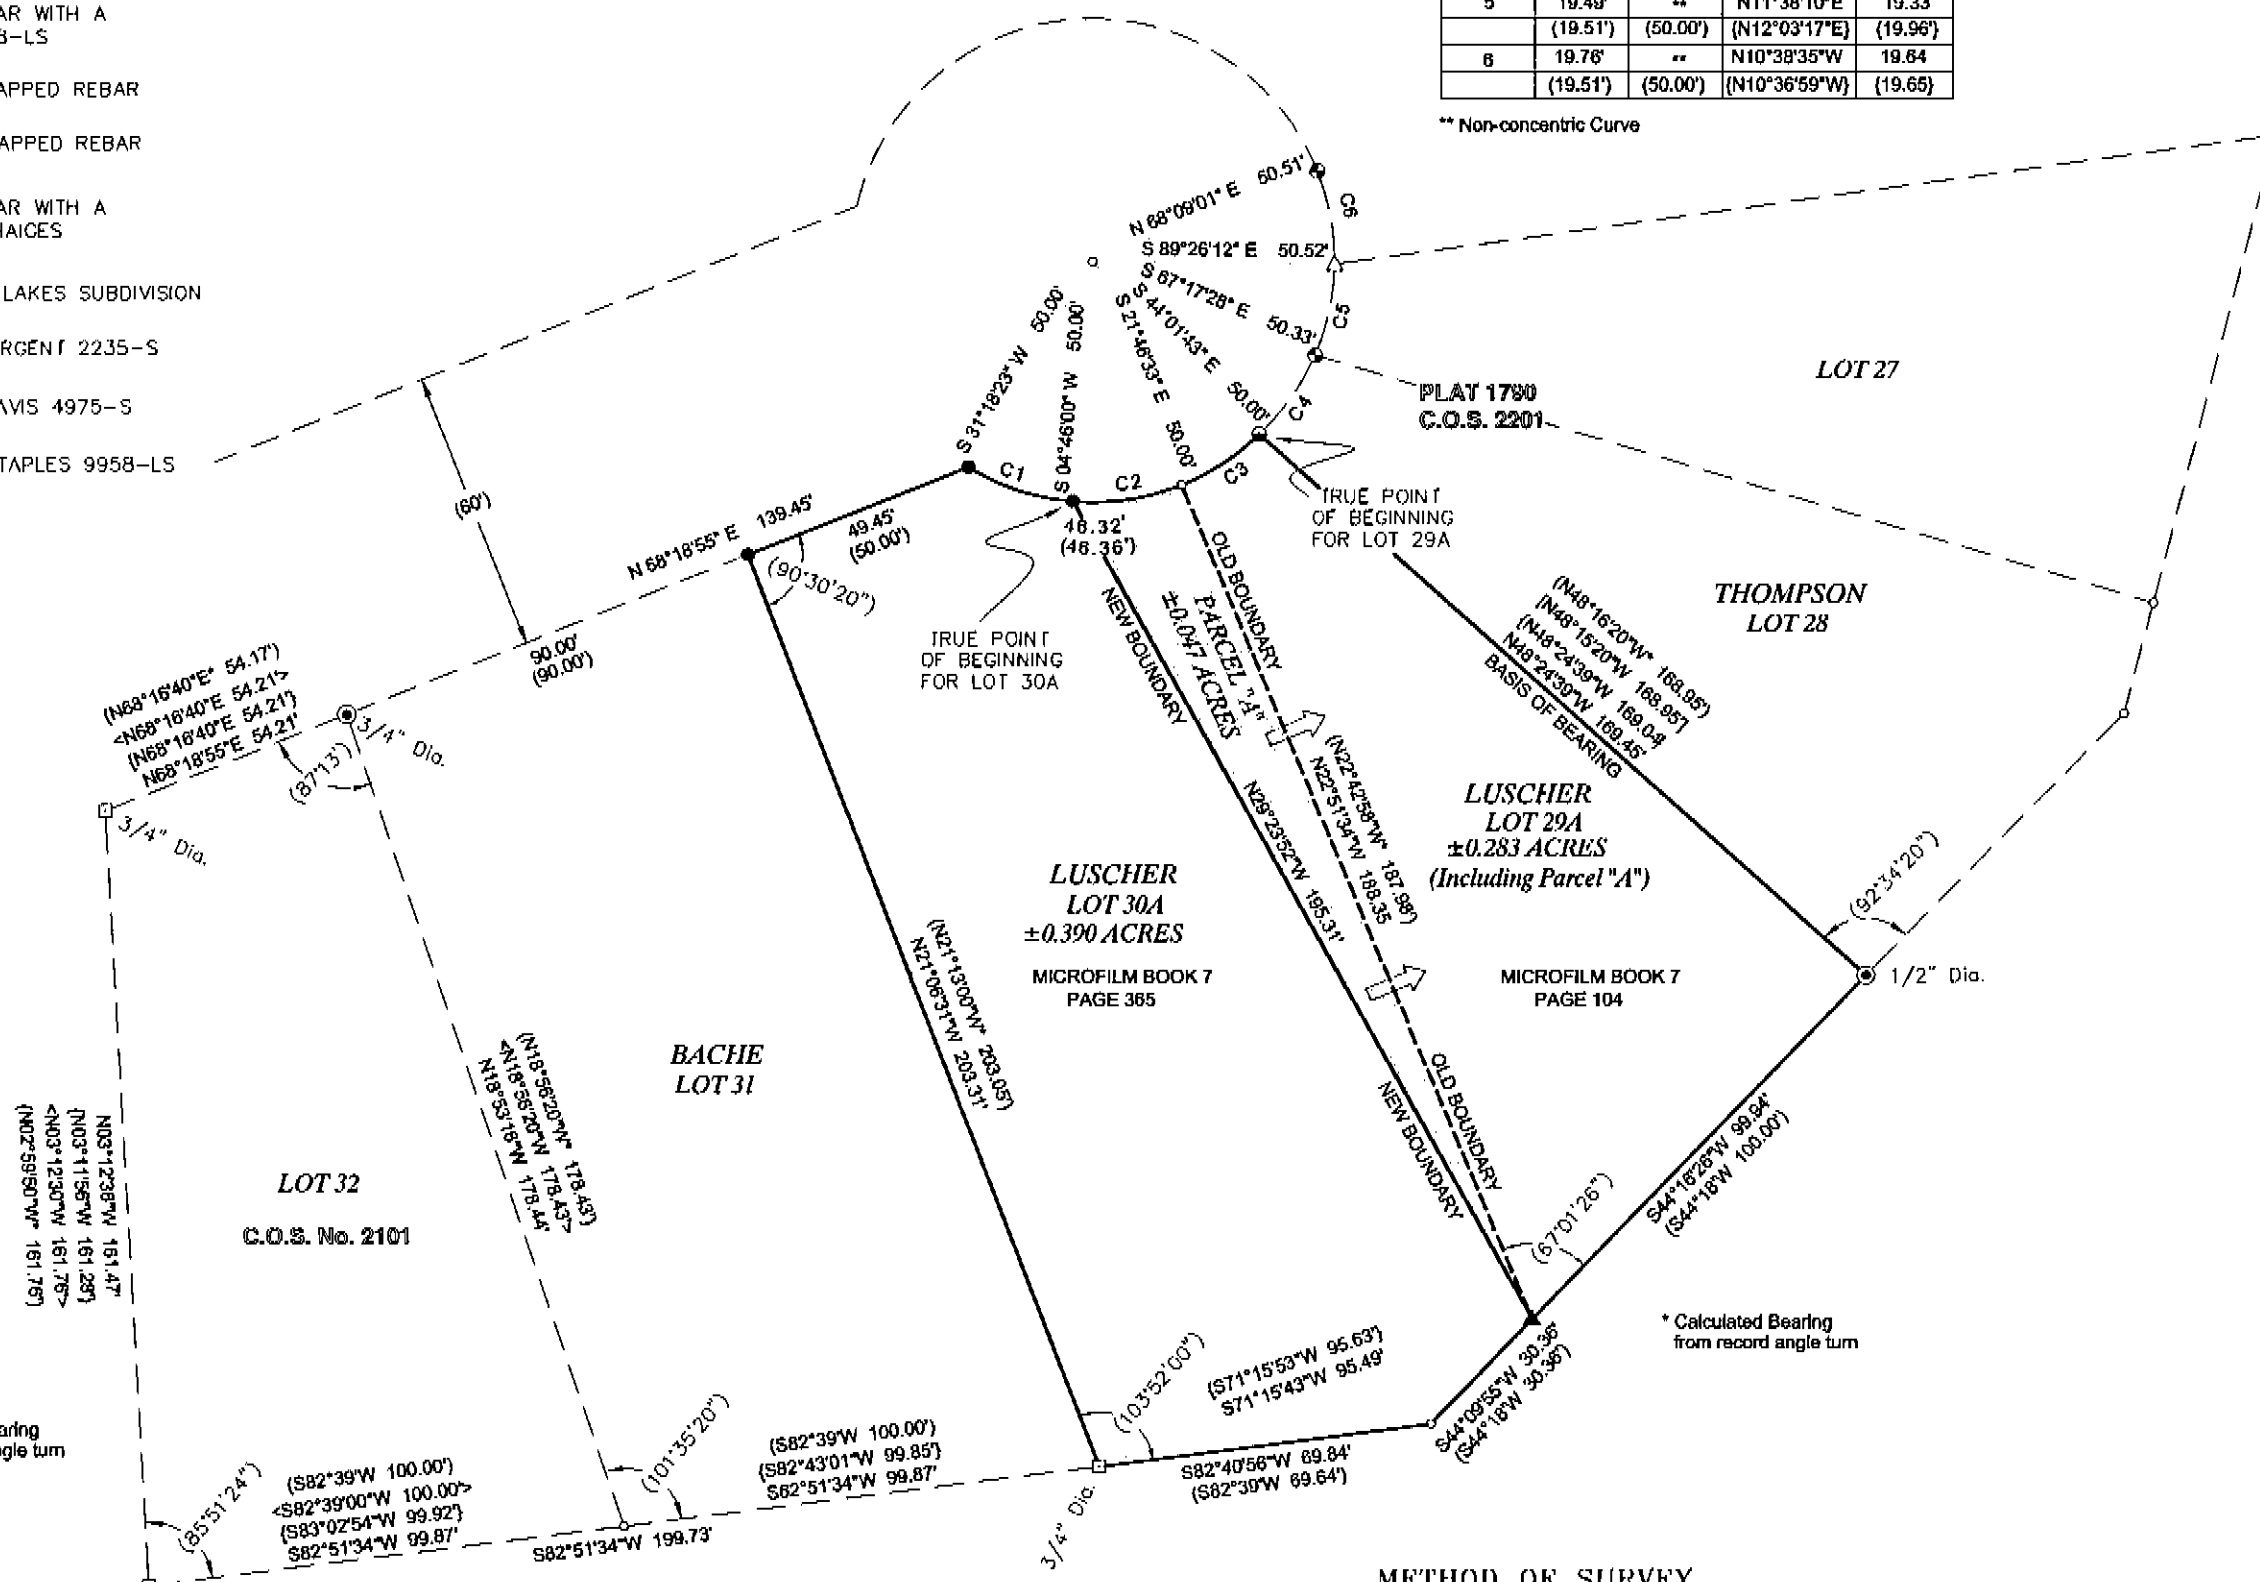 AR WITH A
B-LS
APPED REBAR
APPED REBAR
AR WITH A
HAICES
LAKES SUBDIVISION
RGENT 2235-S
AVIS 4975-S
TAPLES 9958-LS
5 19.49' ** N11°38'10"E 19.33
(19.51') (50.00') {N12°03'17"E} {19.96'}
6 19.76' ** N10°38'35"W 19.64
(19.51') (50.00') {N10°36'59"W} {19.65}
** Non-concentric Curve
N 68°09'01" E 60.51'
C6
S 89°26'12" E 50.52'
S 67°17'28" E 50.33'
C5
S 44°01'43" E 50.00'
C4
S 21°46'33" E 50.00'
C3
S 04°46'00" W 50.00'
C2
S 31°18'23" W 50.00'
C1
LOT 27
PLAT 1790
C.O.S. 2201
TRUE POINT
OF BEGINNING
FOR LOT 29A
THOMPSON
LOT 28
(60')
N 68°18'55" E 139.45'
49.45'
(50.00')
(90°30'20")
48.32'
(48.36')
TRUE POINT
OF BEGINNING
FOR LOT 30A
90.00'
(90.00')
OLD BOUNDARY
NEW BOUNDARY
PARCEL "A"
±0.047 ACRES
(N48°16'20"W* 168.95')
[N48°15'20"W 168.95']
{N48°24'39"W 169.04'}
N48°24'39"W 169.45'
BASIS OF BEARING
(N68°16'40"E* 54.17')
<N68°16'40"E 54.21'>
{N68°16'40"E 54.21'}
N68°18'55"E 54.21'
(87°13')
3/4" Dia.
3/4" Dia.
(N22°42'58"W* 187.98')
N22°51'34"W 188.35
N29°23'52"W 195.31'
LUSCHER
LOT 29A
±0.283 ACRES
(Including Parcel "A")
MICROFILM BOOK 7
PAGE 104
LUSCHER
LOT 30A
±0.390 ACRES
MICROFILM BOOK 7
PAGE 365
(92°34'20")
1/2" Dia.
(N21°13'00"W* 203.05')
N21°06'31"W 203.31'
BACHE
LOT 31
(N18°56'20"W* 178.43')
<N18°56'20"W 178.43'>
N18°53'18"W 178.44'
LOT 32
C.O.S. No. 2101
N03°12'38"W 161.47'
{N03°11'56"W 161.28'}
<N03°12'30"W 161.76'>
(N02°59'50"W* 161.76')
OLD BOUNDARY
NEW BOUNDARY
(67°01'26")
S44°16'26"W 99.94'
(S44°18'W 100.00')
* Calculated Bearing
from record angle turn
S44°09'55"W 30.36'
(S44°18'W 30.36')
(103°52'00")
{S71°15'53"W 95.63'}
S71°15'43"W 95.49'
S82°40'56"W 69.84'
(S82°39'W 69.64')
3/4" Dia.
(101°35'20")
(S82°39'W 100.00')
{S82°43'01"W 99.85'}
S62°51'34"W 99.87'
S82°51'34"W 199.73'
(85°51'24")
(S82°39'W 100.00')
<S82°39'00"W 100.00'>
{S83°02'54"W 99.92'}
S82°51'34"W 99.87'
aring
gle turn
METHOD OF SURVEY